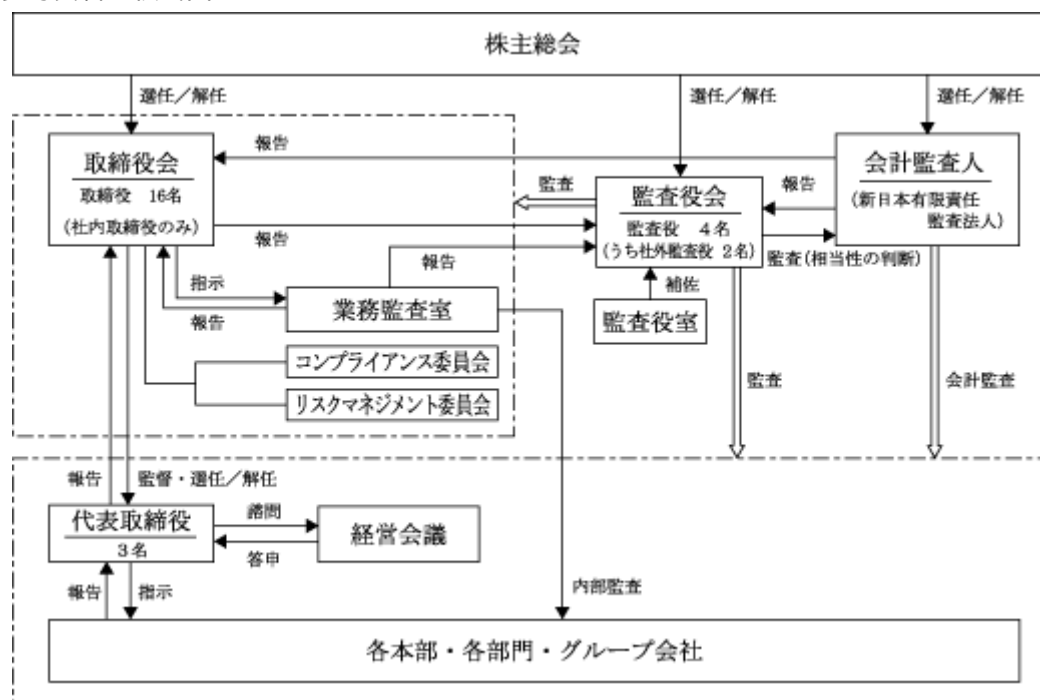 株主総会
選任／解任
選任／解任
選任／解任
取締役会
取締役 16名
(社内取締役のみ)
報告
会計監査人
(新日本有限責任
監査法人)
監査
監査役会
監査役 4名
(うち社外監査役 2名)
報告
報告
監査(相当性の判断)
報告
指示
報告
業務監査室
補佐
監査役室
コンプライアンス委員会
リスクマネジメント委員会
監査
会計監査
報告
監督・選任／解任
代表取締役
3名
諮問
答申
経営会議
報告
指示
内部監査
各本部・各部門・グループ会社